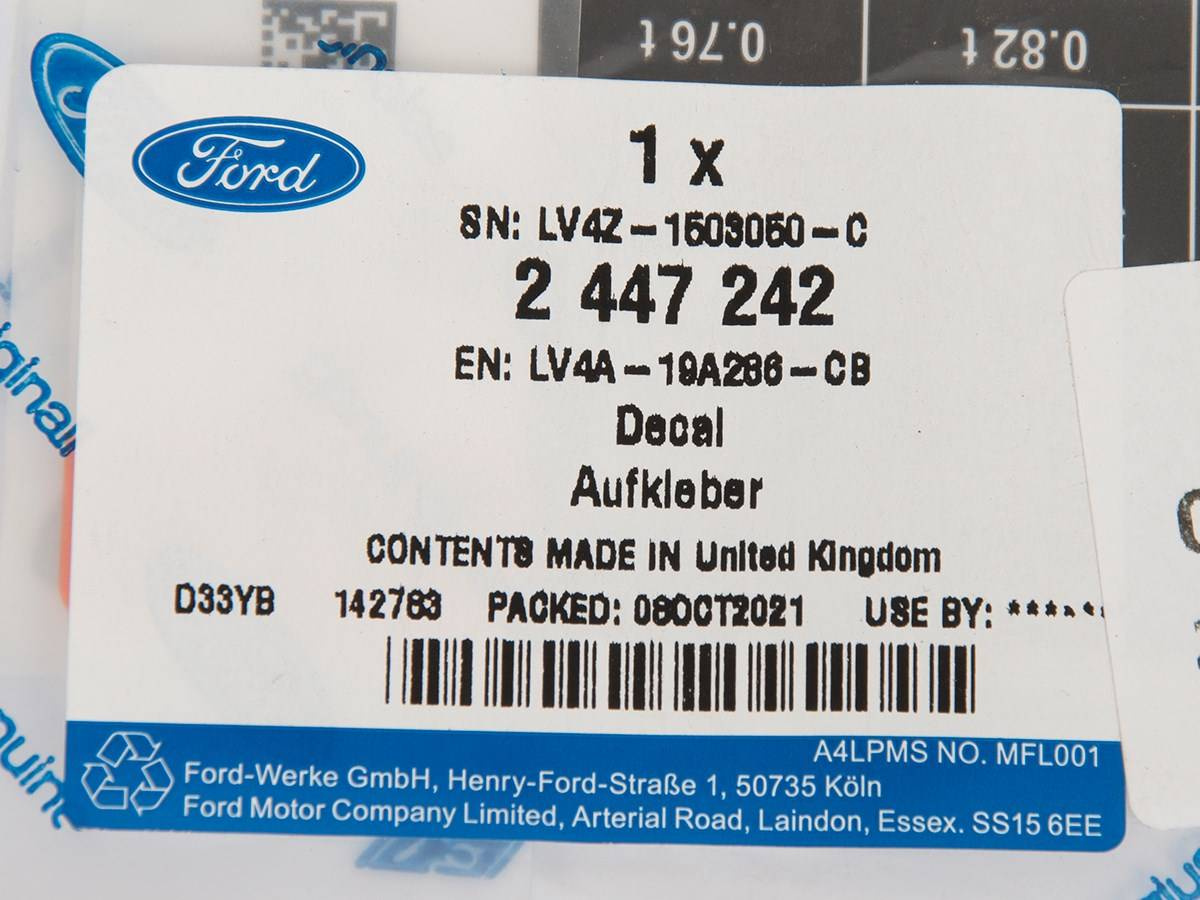 0.76 t
0.82 t
Ford
1 x
SN: LV4Z-1503050-C
2 447 242
EN: LV4A-19A286-CB
Decal
Aufkleber
CONTENTS MADE IN United Kingdom
D33YB 142783 PACKED: 08OCT2021 USE BY: ******
A4LPMS NO. MFL001
Ford-Werke GmbH, Henry-Ford-Straße 1, 50735 Köln
Ford Motor Company Limited, Arterial Road, Laindon, Essex. SS15 6EE